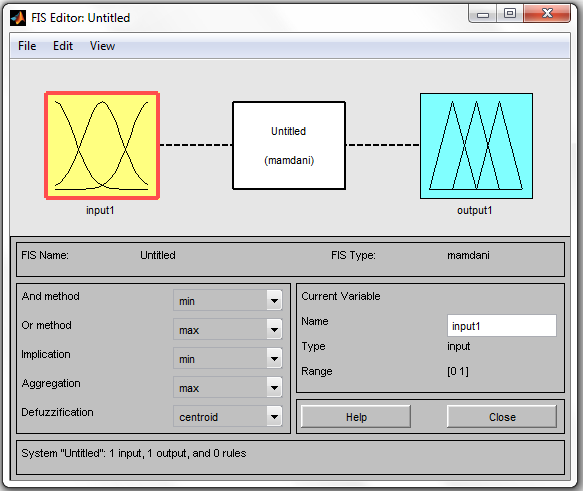 FIS Editor: Untitled
File Edit View
Untitled
(mamdani)
input1
output1
FIS Name: Untitled FIS Type: mamdani
And method min
Or method max
Implication min
Aggregation max
Defuzzification centroid
Current Variable
Name input1
Type input
Range [0 1]
Help Close
System "Untitled": 1 input, 1 output, and 0 rules